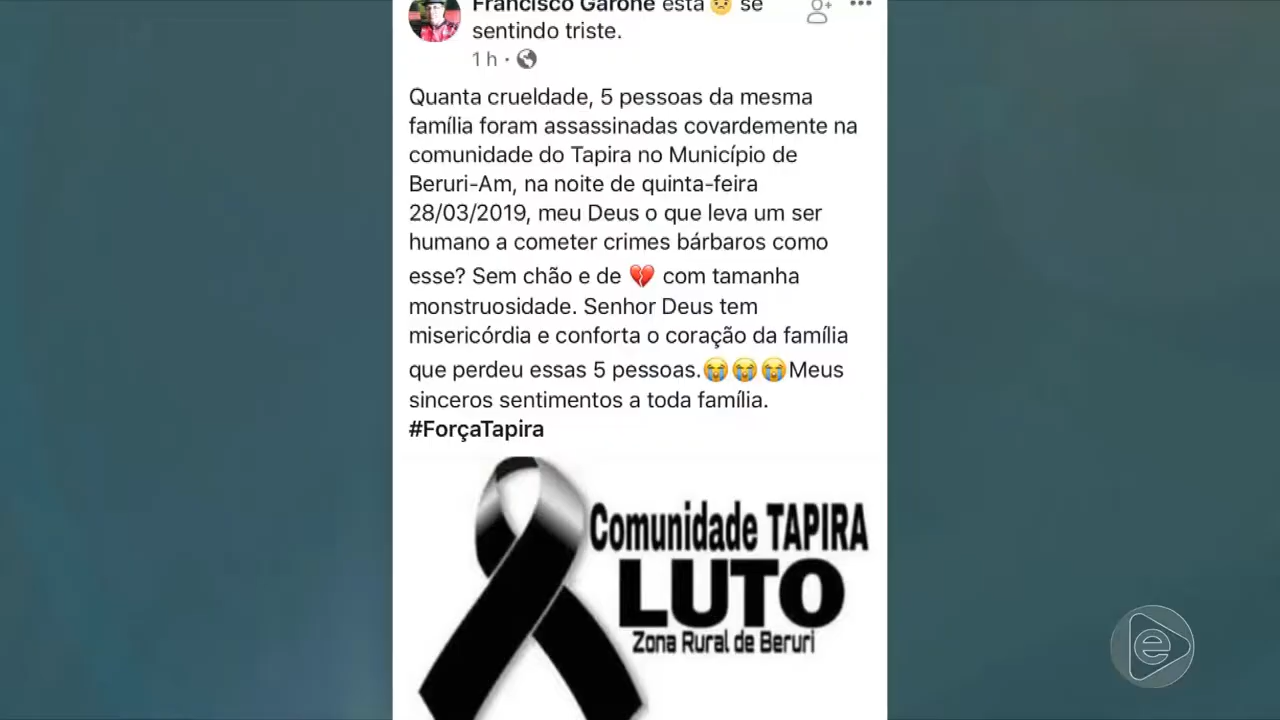 Francisco Garone está 😟 se
sentindo triste.
1 h ·
Quanta crueldade, 5 pessoas da mesma
família foram assassinadas covardemente na
comunidade do Tapira no Município de
Beruri-Am, na noite de quinta-feira
28/03/2019, meu Deus o que leva um ser
humano a cometer crimes bárbaros como
esse? Sem chão e de 💔 com tamanha
monstruosidade. Senhor Deus tem
misericórdia e conforta o coração da família
que perdeu essas 5 pessoas.😭😭😭Meus
sinceros sentimentos a toda família.
#ForçaTapira
Comunidade TAPIRA
LUTO
Zona Rural de Beruri
e